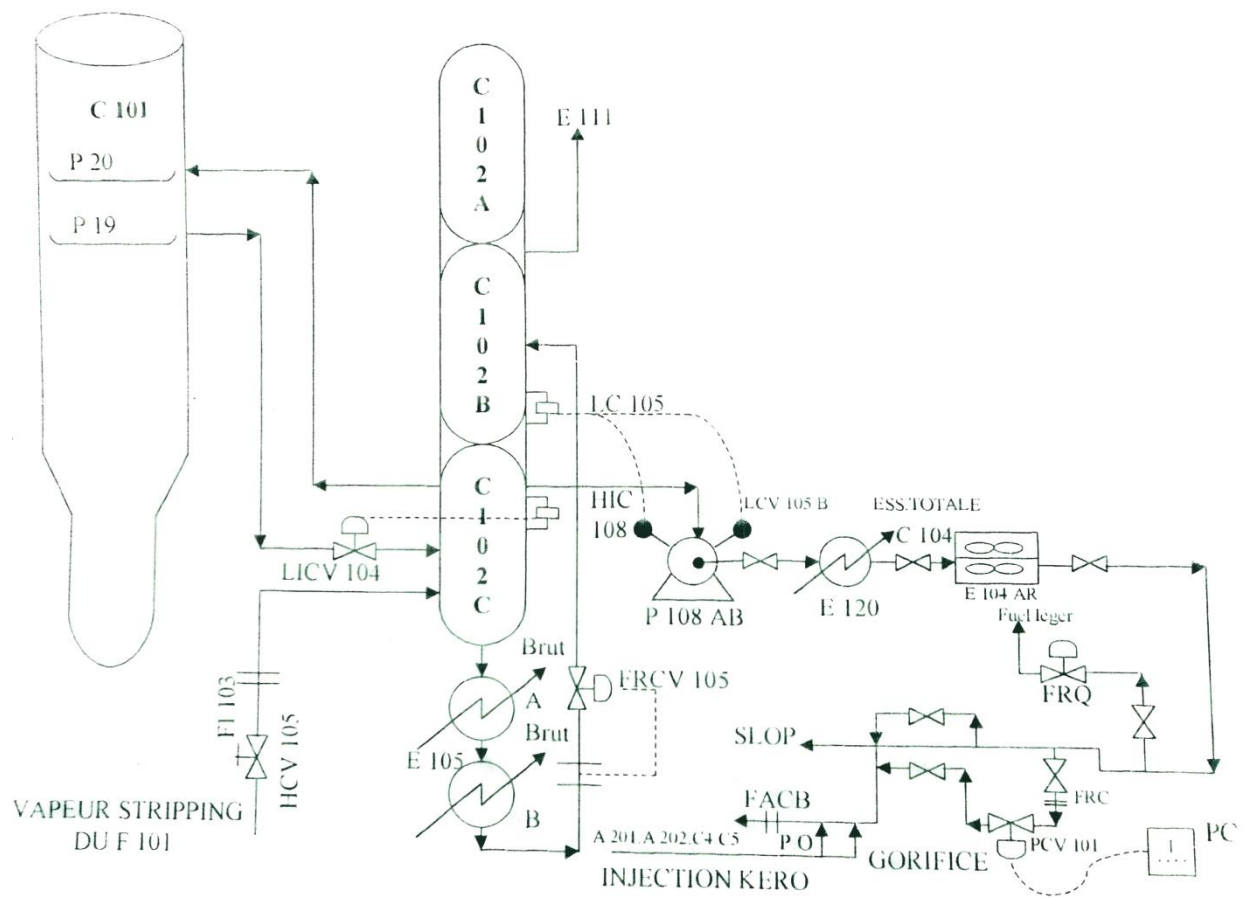 C 101
P 20
P 19
C
1
0
2
A
E 111
C
1
0
2
B
LC 105
C
1
0
2
C
HIC
108
LCV 105 B
ESS.TOTALE
C 104
LICV 104
P 108 AB
E 120
E 104 AR
Fuel leger
FRQ
Brut
A
FRCV 105
E 105
Brut
B
FI 103
HCV 105
VAPEUR STRIPPING
DU F 101
SLOP
FRC
FACB
P O
A 201.A 202.C4 C5
GORIFICE
PCV 101
PC
INJECTION KERO